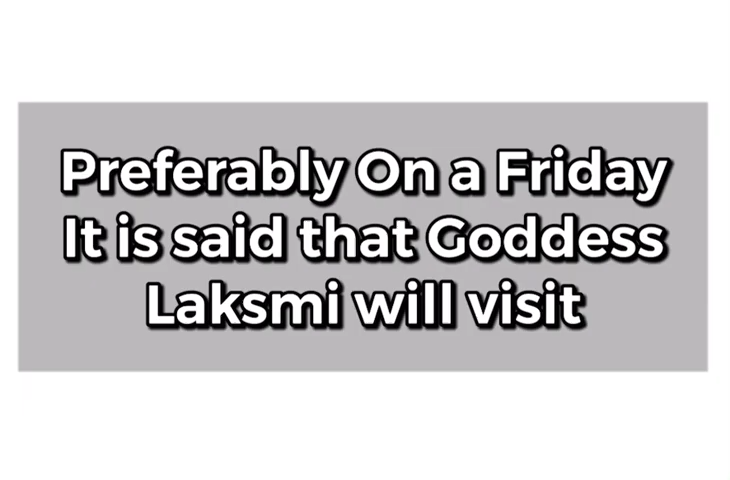 Preferably On a Friday
It is said that Goddess
Laksmi will visit